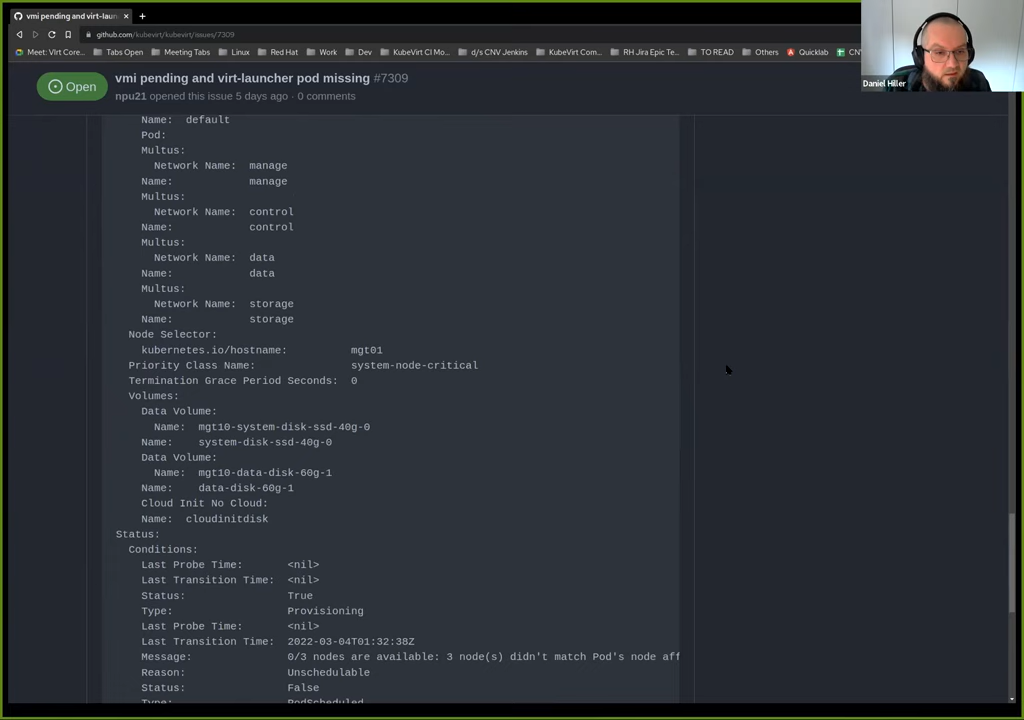 vmi pending and virt-laun
github.com/kubevirt/kubevirt/issues/7309
Meet: VIrt Core... Tabs Open Meeting Tabs Linux Red Hat Work Dev KubeVirt CI Mo... d/s CNV Jenkins KubeVirt Com... RH Jira Epic Te... TO READ Others Quicklab CN
Daniel Hiller
Open
vmi pending and virt-launcher pod missing #7309
npu21 opened this issue 5 days ago · 0 comments
Name: default
Pod:
Multus:
Network Name: manage
Name: manage
Multus:
Network Name: control
Name: control
Multus:
Network Name: data
Name: data
Multus:
Network Name: storage
Name: storage
Node Selector:
kubernetes.io/hostname: mgt01
Priority Class Name: system-node-critical
Termination Grace Period Seconds: 0
Volumes:
Data Volume:
Name: mgt10-system-disk-ssd-40g-0
Name: system-disk-ssd-40g-0
Data Volume:
Name: mgt10-data-disk-60g-1
Name: data-disk-60g-1
Cloud Init No Cloud:
Name: cloudinitdisk
Status:
Conditions:
Last Probe Time: <nil>
Last Transition Time: <nil>
Status: True
Type: Provisioning
Last Probe Time: <nil>
Last Transition Time: 2022-03-04T01:32:38Z
Message: 0/3 nodes are available: 3 node(s) didn't match Pod's node aff
Reason: Unschedulable
Status: False
Type: PodScheduled